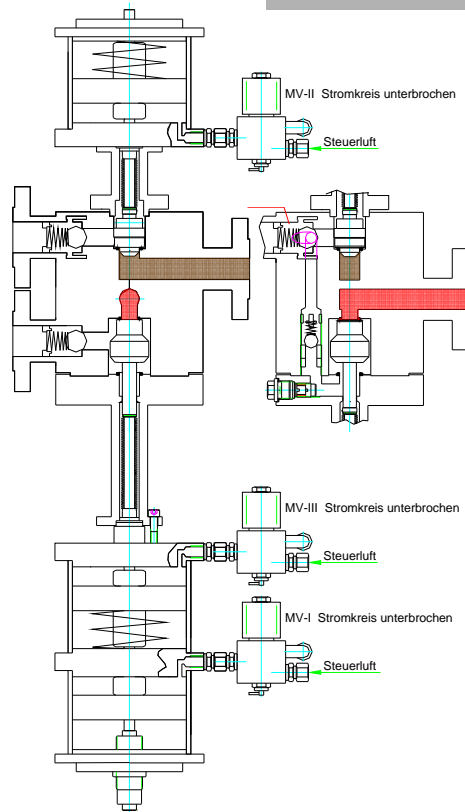 MV-II Stromkreis unterbrochen
Steuerluft
MV-III Stromkreis unterbrochen
Steuerluft
MV-I Stromkreis unterbrochen
Steuerluft